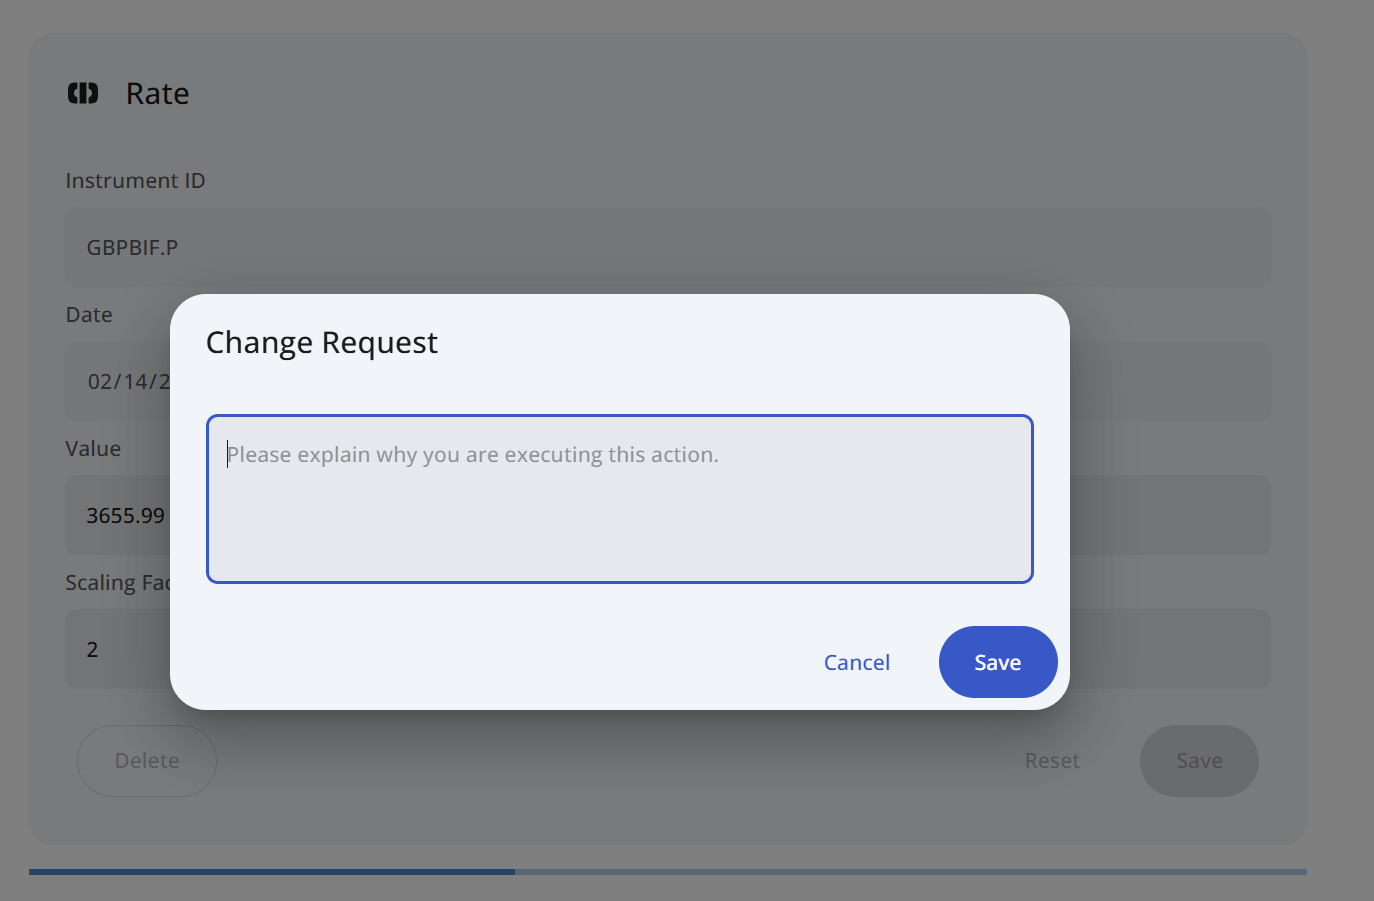 Rate
Instrument ID
GBPBIF.P
Date
02/14/2
Value
3655.99
Scaling Fac
2
Change Request
Please explain why you are executing this action.
Cancel
Save
Delete
Reset
Save